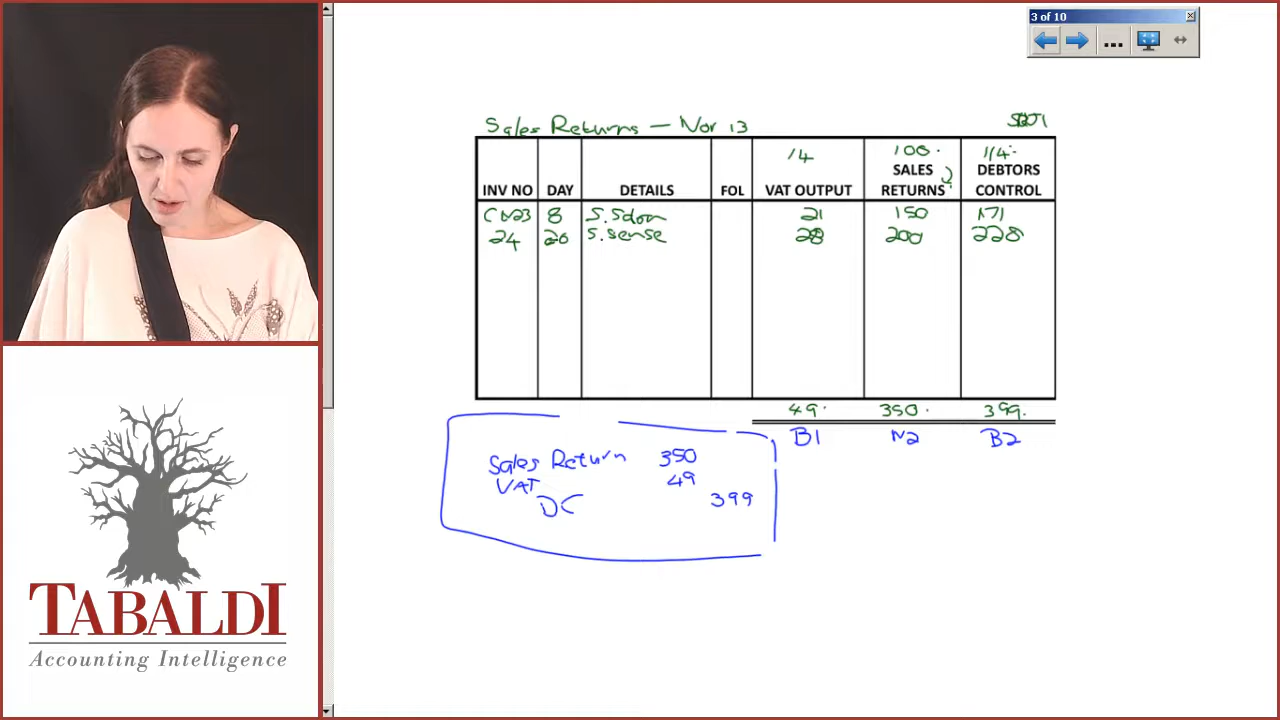 3 of 10
...
Sales Returns — Nov 13
14 100 114
INV NO DAY DETAILS FOL VAT OUTPUT SALES RETURNS DEBTORS CONTROL
CN23 8 21 150 171
24 20 S.Sense 28 200 228
49 350 399
B1 N2 B2
Sales Return 350
VAT 49
DC 399
TABALDI
Accounting Intelligence